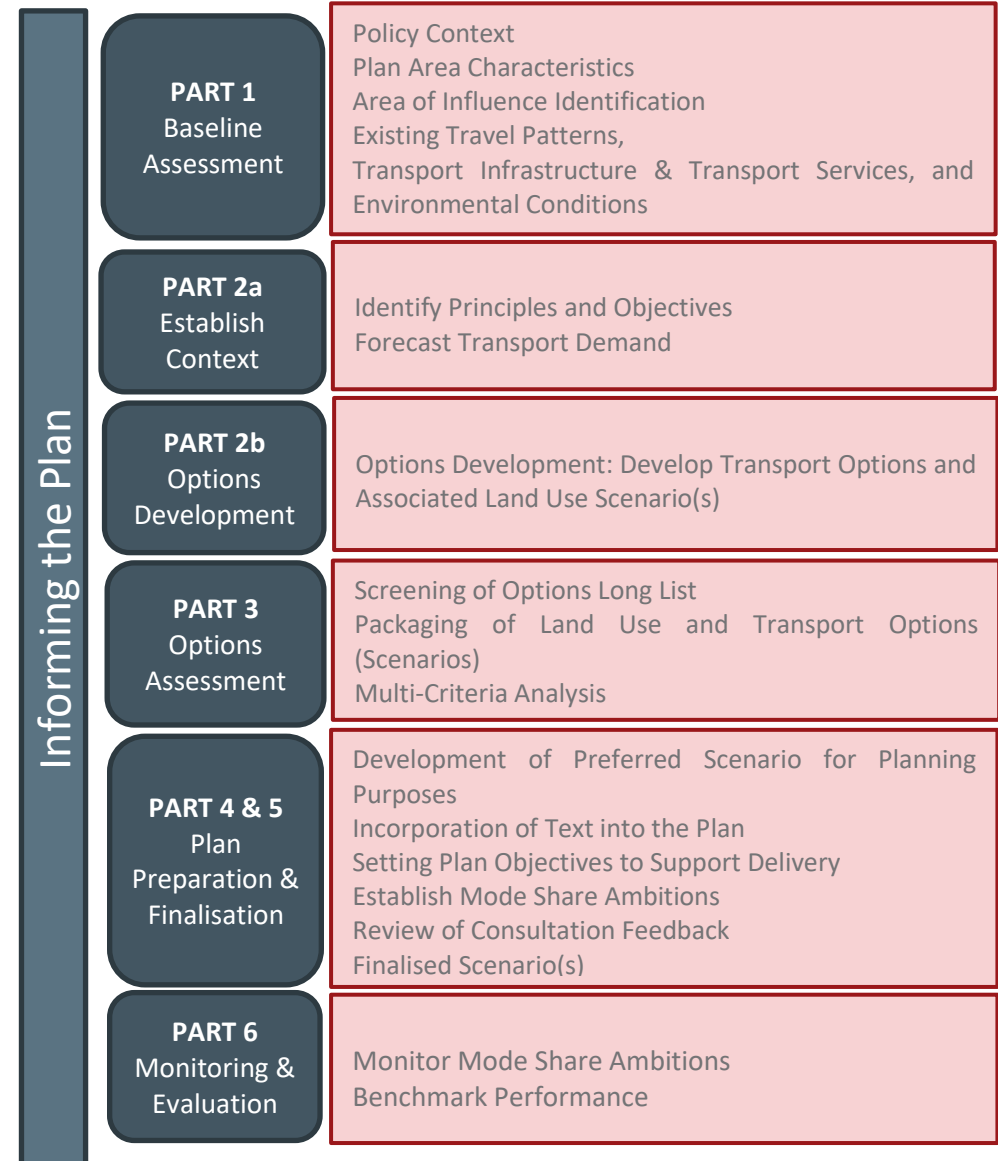 Informing the Plan
PART 1
Baseline
Assessment
Policy Context
Plan Area Characteristics
Area of Influence Identification
Existing Travel Patterns,
Transport Infrastructure & Transport Services, and
Environmental Conditions
PART 2a
Establish
Context
Identify Principles and Objectives
Forecast Transport Demand
PART 2b
Options
Development
Options Development: Develop Transport Options and
Associated Land Use Scenario(s)
PART 3
Options
Assessment
Screening of Options Long List
Packaging of Land Use and Transport Options
(Scenarios)
Multi-Criteria Analysis
PART 4 & 5
Plan
Preparation &
Finalisation
Development of Preferred Scenario for Planning
Purposes
Incorporation of Text into the Plan
Setting Plan Objectives to Support Delivery
Establish Mode Share Ambitions
Review of Consultation Feedback
Finalised Scenario(s)
PART 6
Monitoring &
Evaluation
Monitor Mode Share Ambitions
Benchmark Performance